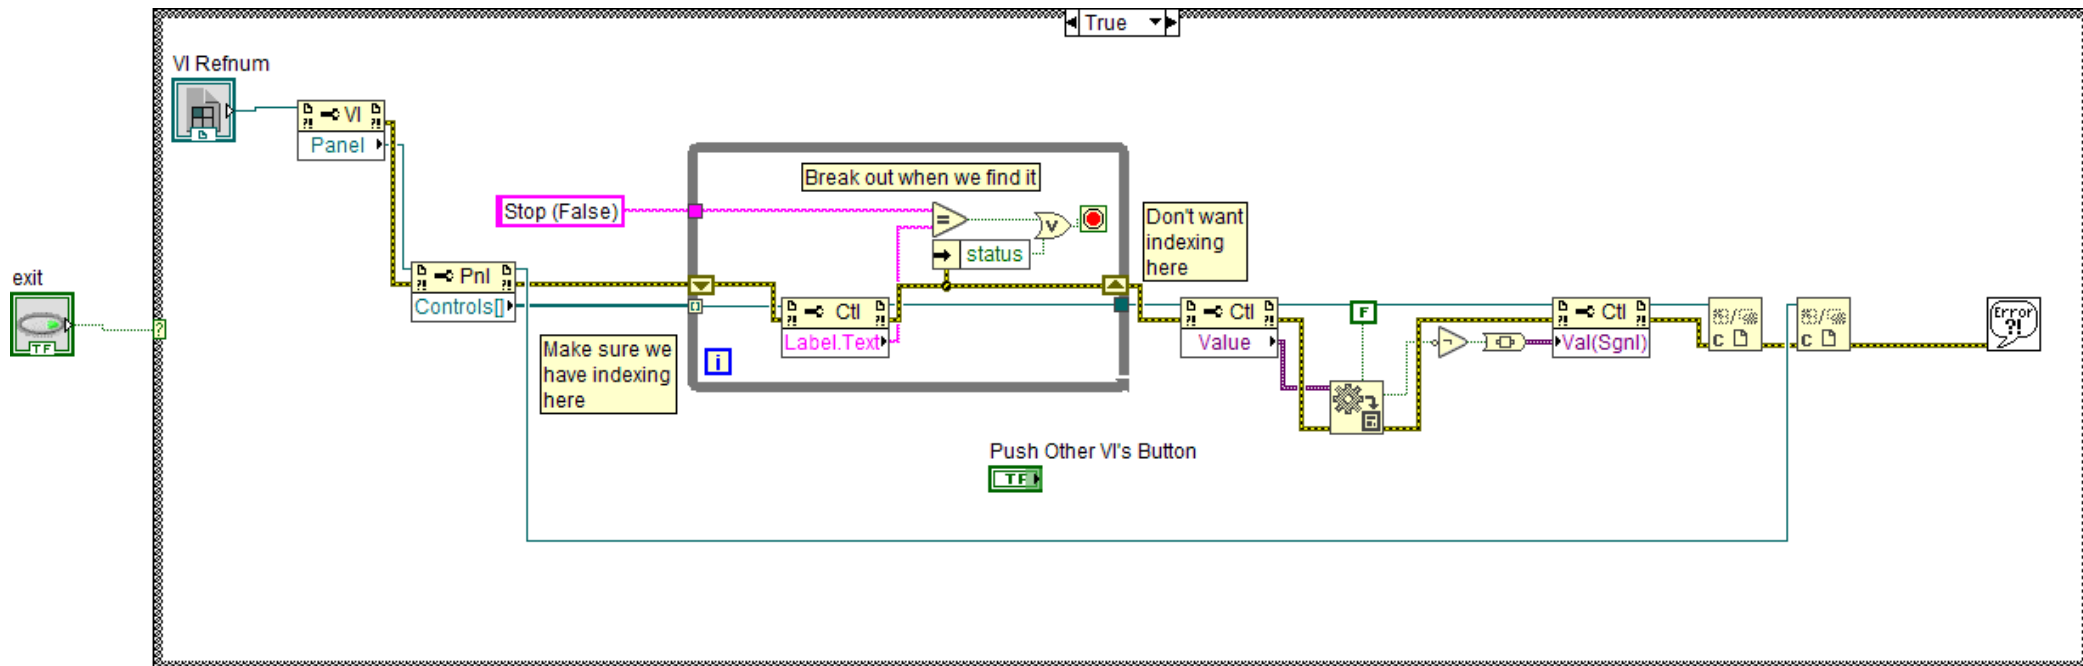 True
VI Refnum
VI
Panel
Break out when we find it
Stop (False)
=
V
status
Don't want
indexing
here
exit
TF
?
Pnl
Controls[]
Ctl
Label.Text
i
Make sure we
have indexing
here
Ctl
Value
F
Ctl
Val(Sgnl)
C
C
Error
?!
Push Other VI's Button
TF